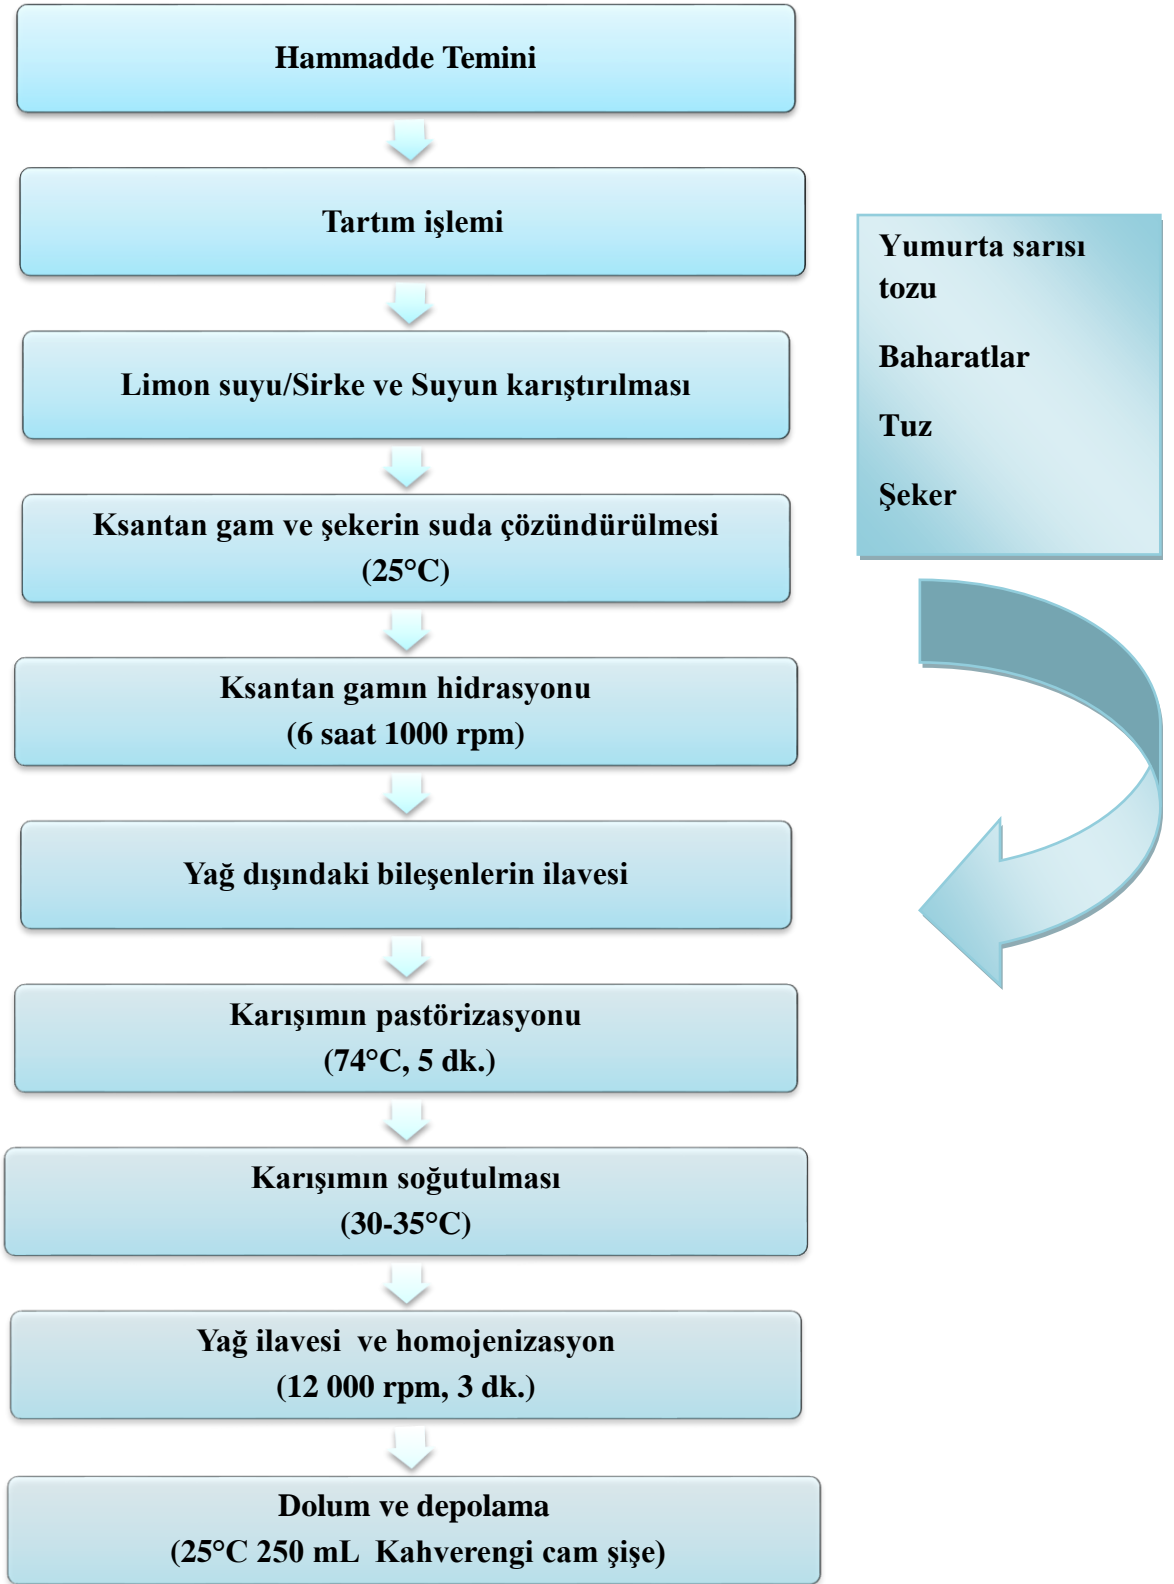 Hammadde Temini
Tartım işlemi
Limon suyu/Sirke ve Suyun karıştırılması
Ksantan gam ve şekerin suda çözündürülmesi
(25°C)
Ksantan gamın hidrasyonu
(6 saat 1000 rpm)
Yağ dışındaki bileşenlerin ilavesi
Karışımın pastörizasyonu
(74°C, 5 dk.)
Karışımın soğutulması
(30-35°C)
Yağ ilavesi ve homojenizasyon
(12 000 rpm, 3 dk.)
Dolum ve depolama
(25°C 250 mL Kahverengi cam şişe)
Yumurta sarısı
tozu
Baharatlar
Tuz
Şeker